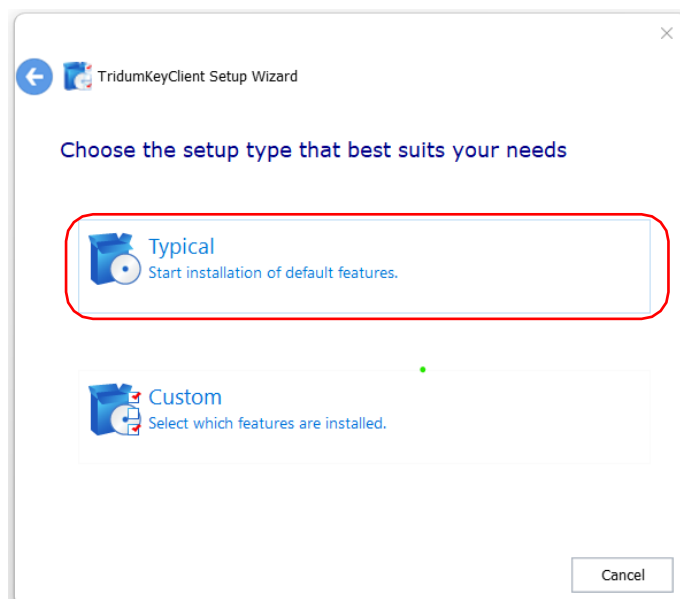 TridumKeyClient Setup Wizard
Choose the setup type that best suits your needs
Typical
Start installation of default features.
Custom
Select which features are installed.
Cancel